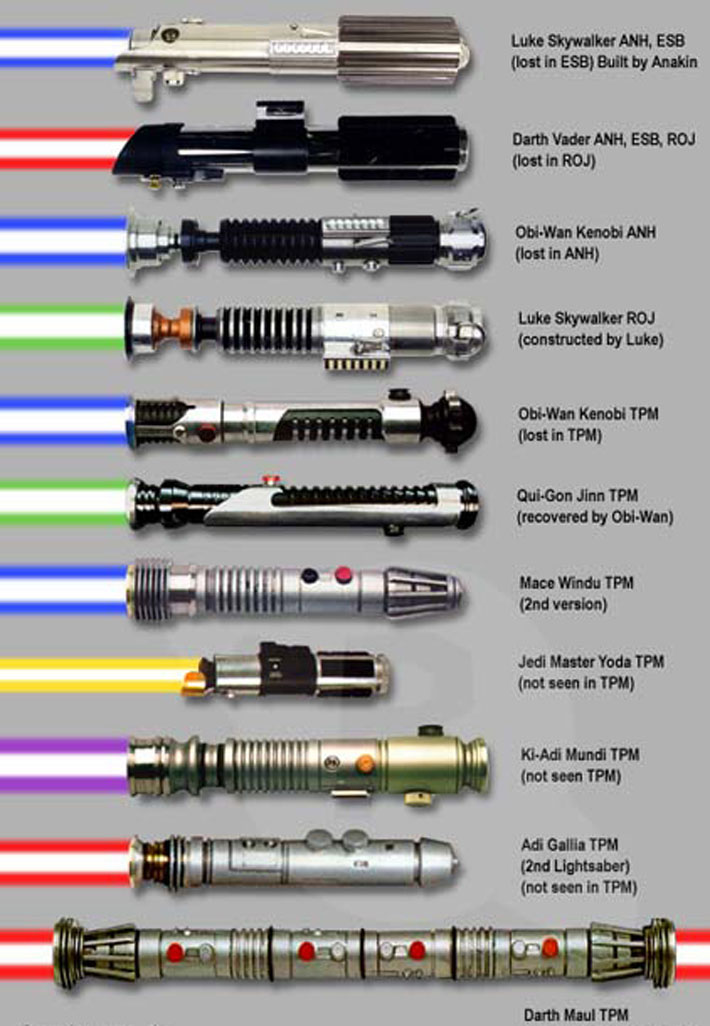 Luke Skywalker ANH, ESB
(lost in ESB) Built by Anakin
Darth Vader ANH, ESB, ROJ
(lost in ROJ)
Obi-Wan Kenobi ANH
(lost in ANH)
Luke Skywalker ROJ
(constructed by Luke)
Obi-Wan Kenobi TPM
(lost in TPM)
Qui-Gon Jinn TPM
(recovered by Obi-Wan)
Mace Windu TPM
(2nd version)
Jedi Master Yoda TPM
(not seen in TPM)
Ki-Adi Mundi TPM
(not seen TPM)
Adi Gallia TPM
(2nd Lightsaber)
(not seen in TPM)
Darth Maul TPM